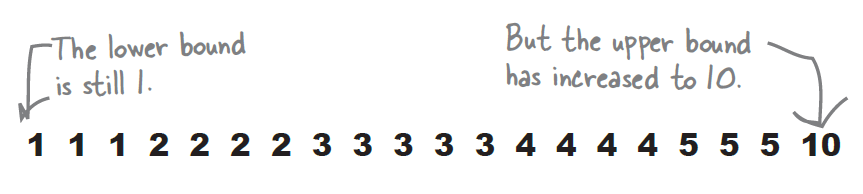 The lower bound
is still 1.
But the upper bound
has increased to 10.
1 1 1 2 2 2 2 3 3 3 3 3 4 4 4 4 5 5 5 10